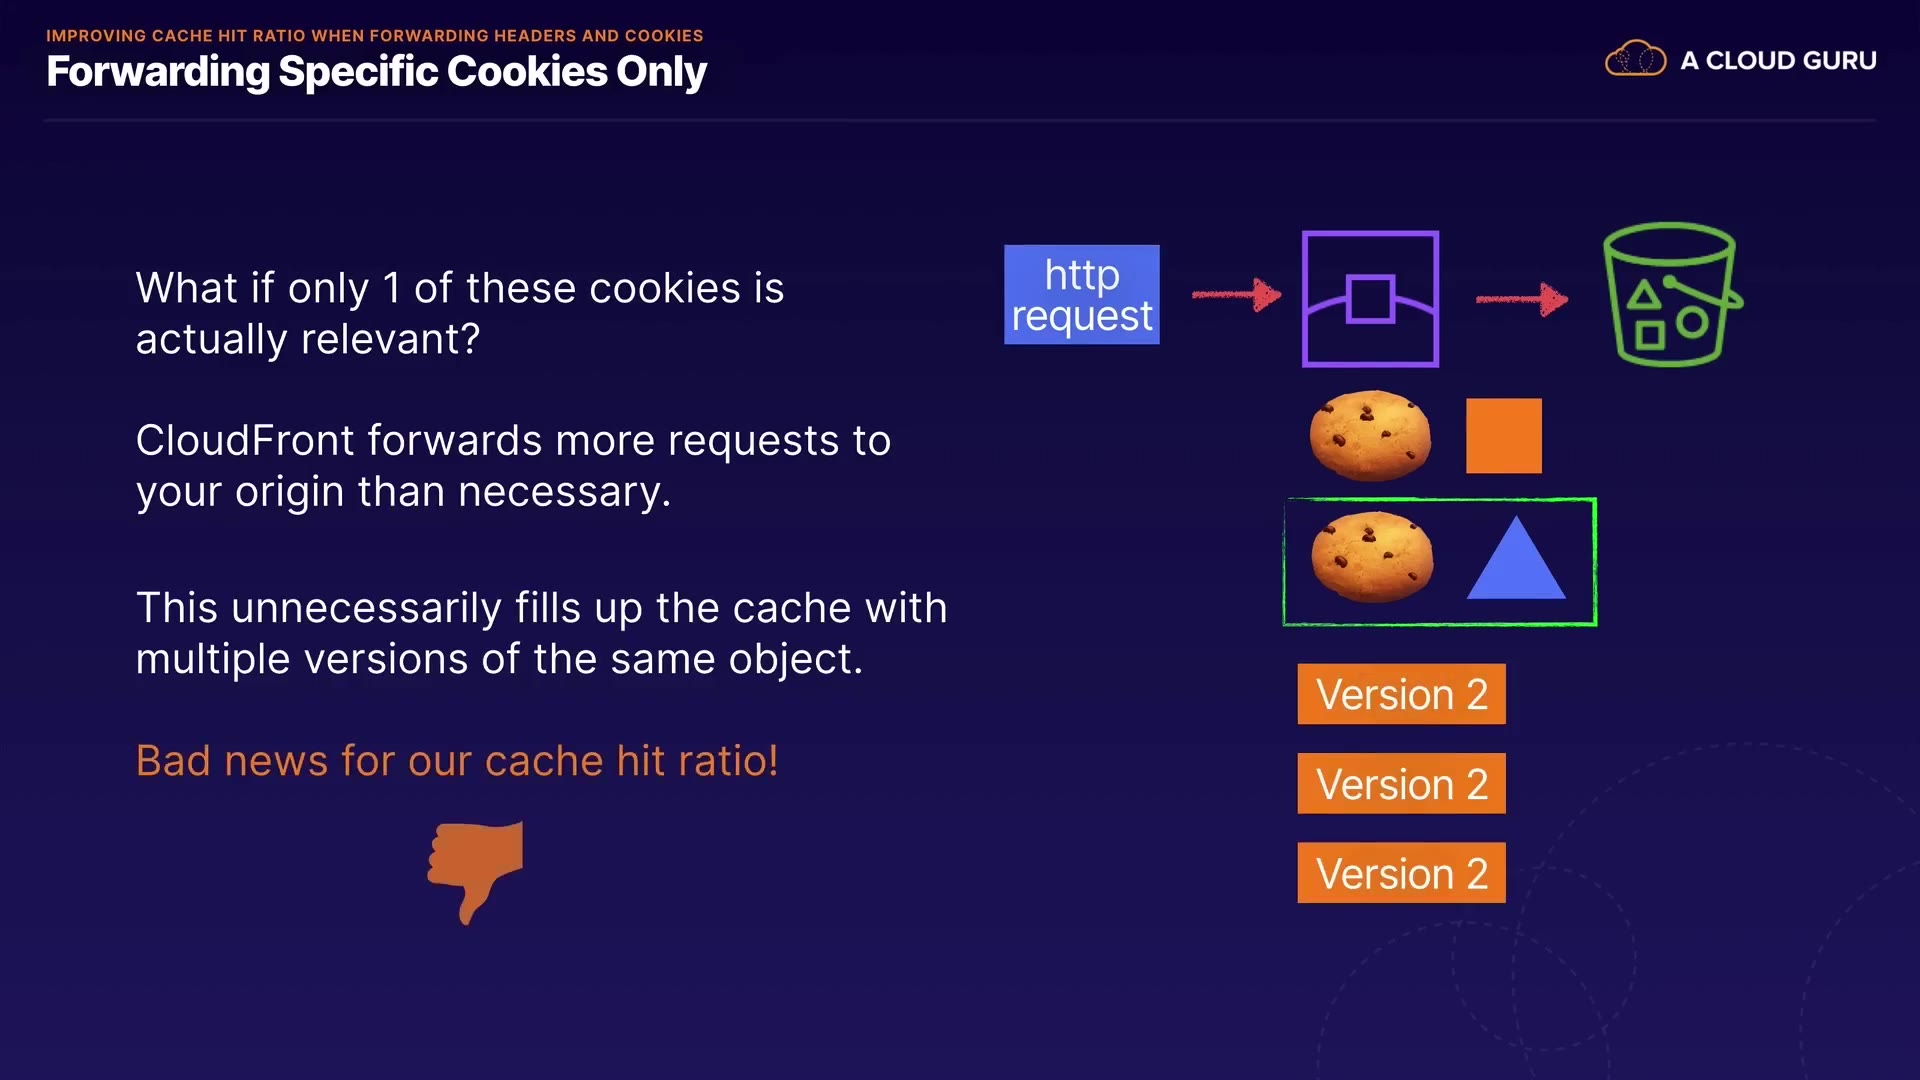 IMPROVING CACHE HIT RATIO WHEN FORWARDING HEADERS AND COOKIES
Forwarding Specific Cookies Only
A CLOUD GURU
What if only 1 of these cookies is
actually relevant?
CloudFront forwards more requests to
your origin than necessary.
This unnecessarily fills up the cache with
multiple versions of the same object.
Bad news for our cache hit ratio!
http
request
Version 2
Version 2
Version 2